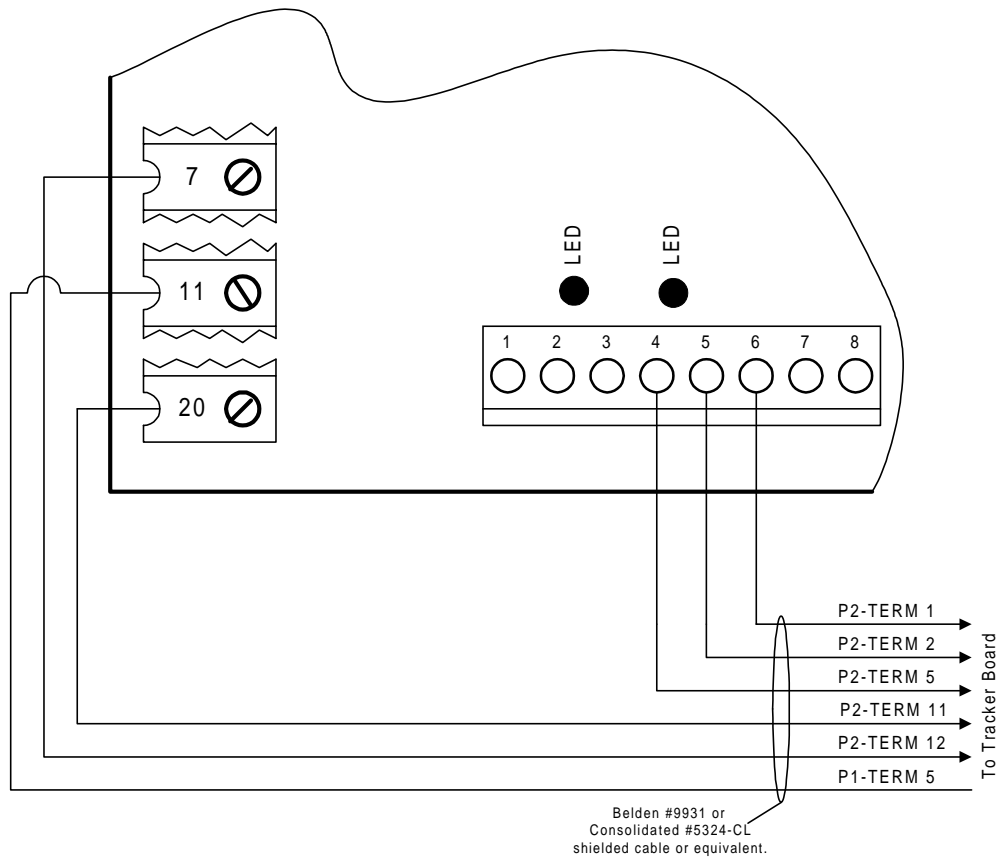 7
11
20
LED
LED
1 2 3 4 5 6 7 8
P2-TERM 1
P2-TERM 2
P2-TERM 5
P2-TERM 11
P2-TERM 12
P1-TERM 5
To Tracker Board
Belden #9931 or
Consolidated #5324-CL
shielded cable or equivalent.